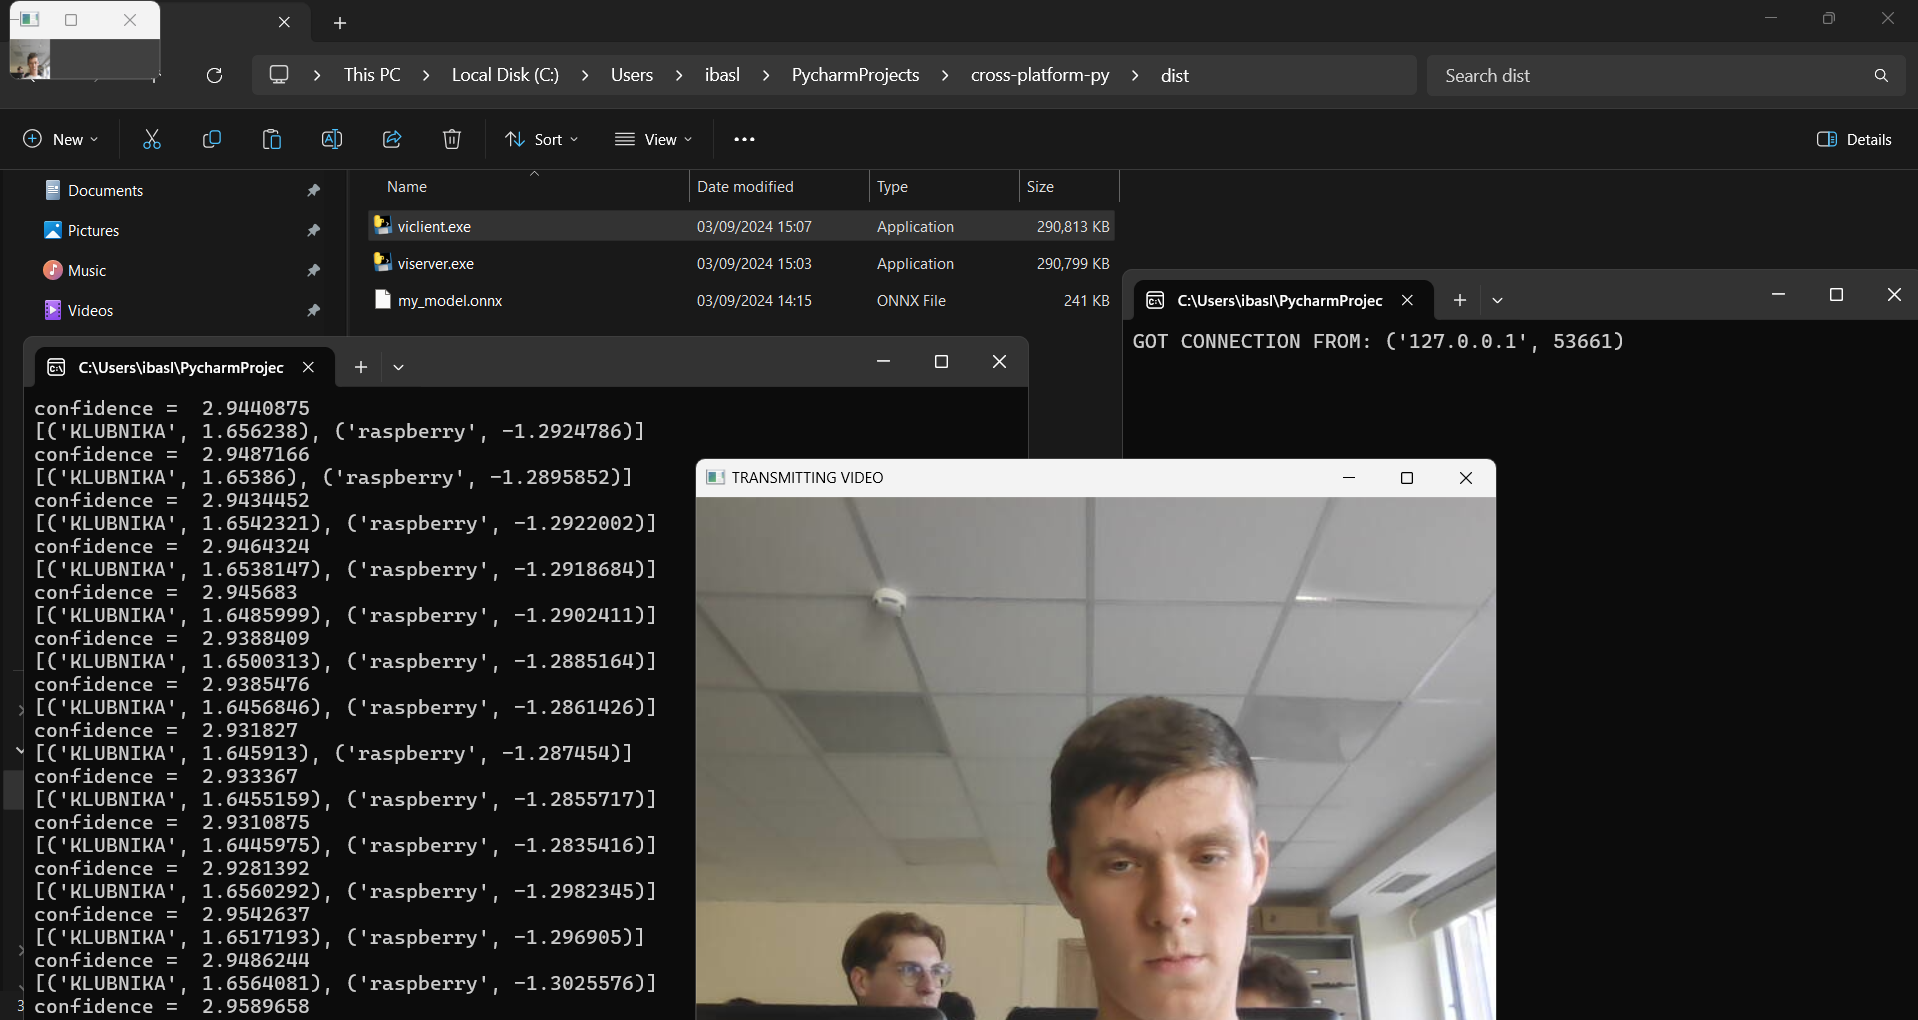 This PC > Local Disk (C:) > Users > ibasl > PycharmProjects > cross-platform-py > dist
Search dist
New
Sort
View
Details
Documents
Pictures
Music
Videos
Name Date modified Type Size
viclient.exe 03/09/2024 15:07 Application 290,813 KB
viserver.exe 03/09/2024 15:03 Application 290,799 KB
my_model.onnx 03/09/2024 14:15 ONNX File 241 KB
C:\Users\ibasl\PycharmProjec
GOT CONNECTION FROM: ('127.0.0.1', 53661)
C:\Users\ibasl\PycharmProjec
confidence =  2.9440875
[('KLUBNIKA', 1.656238), ('raspberry', -1.2924786)]
confidence =  2.9487166
[('KLUBNIKA', 1.65386), ('raspberry', -1.2895852)]
confidence =  2.9434452
[('KLUBNIKA', 1.6542321), ('raspberry', -1.2922002)]
confidence =  2.9464324
[('KLUBNIKA', 1.6538147), ('raspberry', -1.2918684)]
confidence =  2.945683
[('KLUBNIKA', 1.6485999), ('raspberry', -1.2902411)]
confidence =  2.9388409
[('KLUBNIKA', 1.6500313), ('raspberry', -1.2885164)]
confidence =  2.9385476
[('KLUBNIKA', 1.6456846), ('raspberry', -1.2861426)]
confidence =  2.931827
[('KLUBNIKA', 1.645913), ('raspberry', -1.287454)]
confidence =  2.933367
[('KLUBNIKA', 1.6455159), ('raspberry', -1.2855717)]
confidence =  2.9310875
[('KLUBNIKA', 1.6445975), ('raspberry', -1.2835416)]
confidence =  2.9281392
[('KLUBNIKA', 1.6560292), ('raspberry', -1.2982345)]
confidence =  2.9542637
[('KLUBNIKA', 1.6517193), ('raspberry', -1.296905)]
confidence =  2.9486244
[('KLUBNIKA', 1.6564081), ('raspberry', -1.3025576)]
confidence =  2.9589658
TRANSMITTING VIDEO
3